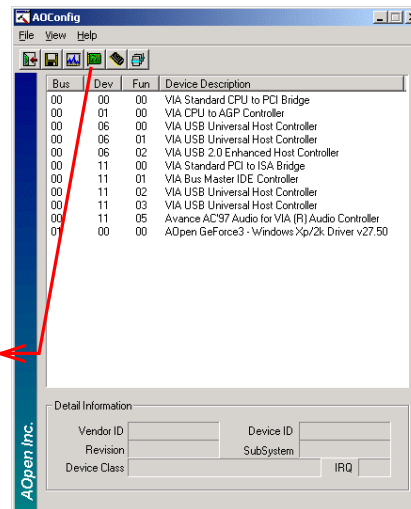 AOConfig
File View Help
Bus Dev Fun Device Description
00 00 00 VIA Standard CPU to PCI Bridge
00 01 00 VIA CPU to AGP Controller
00 06 00 VIA USB Universal Host Controller
00 06 01 VIA USB Universal Host Controller
00 06 02 VIA USB 2.0 Enhanced Host Controller
00 11 00 VIA Standard PCI to ISA Bridge
00 11 01 VIA Bus Master IDE Controller
00 11 02 VIA USB Universal Host Controller
00 11 03 VIA USB Universal Host Controller
00 11 05 Avance AC'97 Audio for VIA (R) Audio Controller
01 00 00 AOpen GeForce3 - Windows Xp/2k Driver v27.50
Detail Information
Vendor ID Device ID
Revision SubSystem
Device Class IRQ
AOpen Inc.